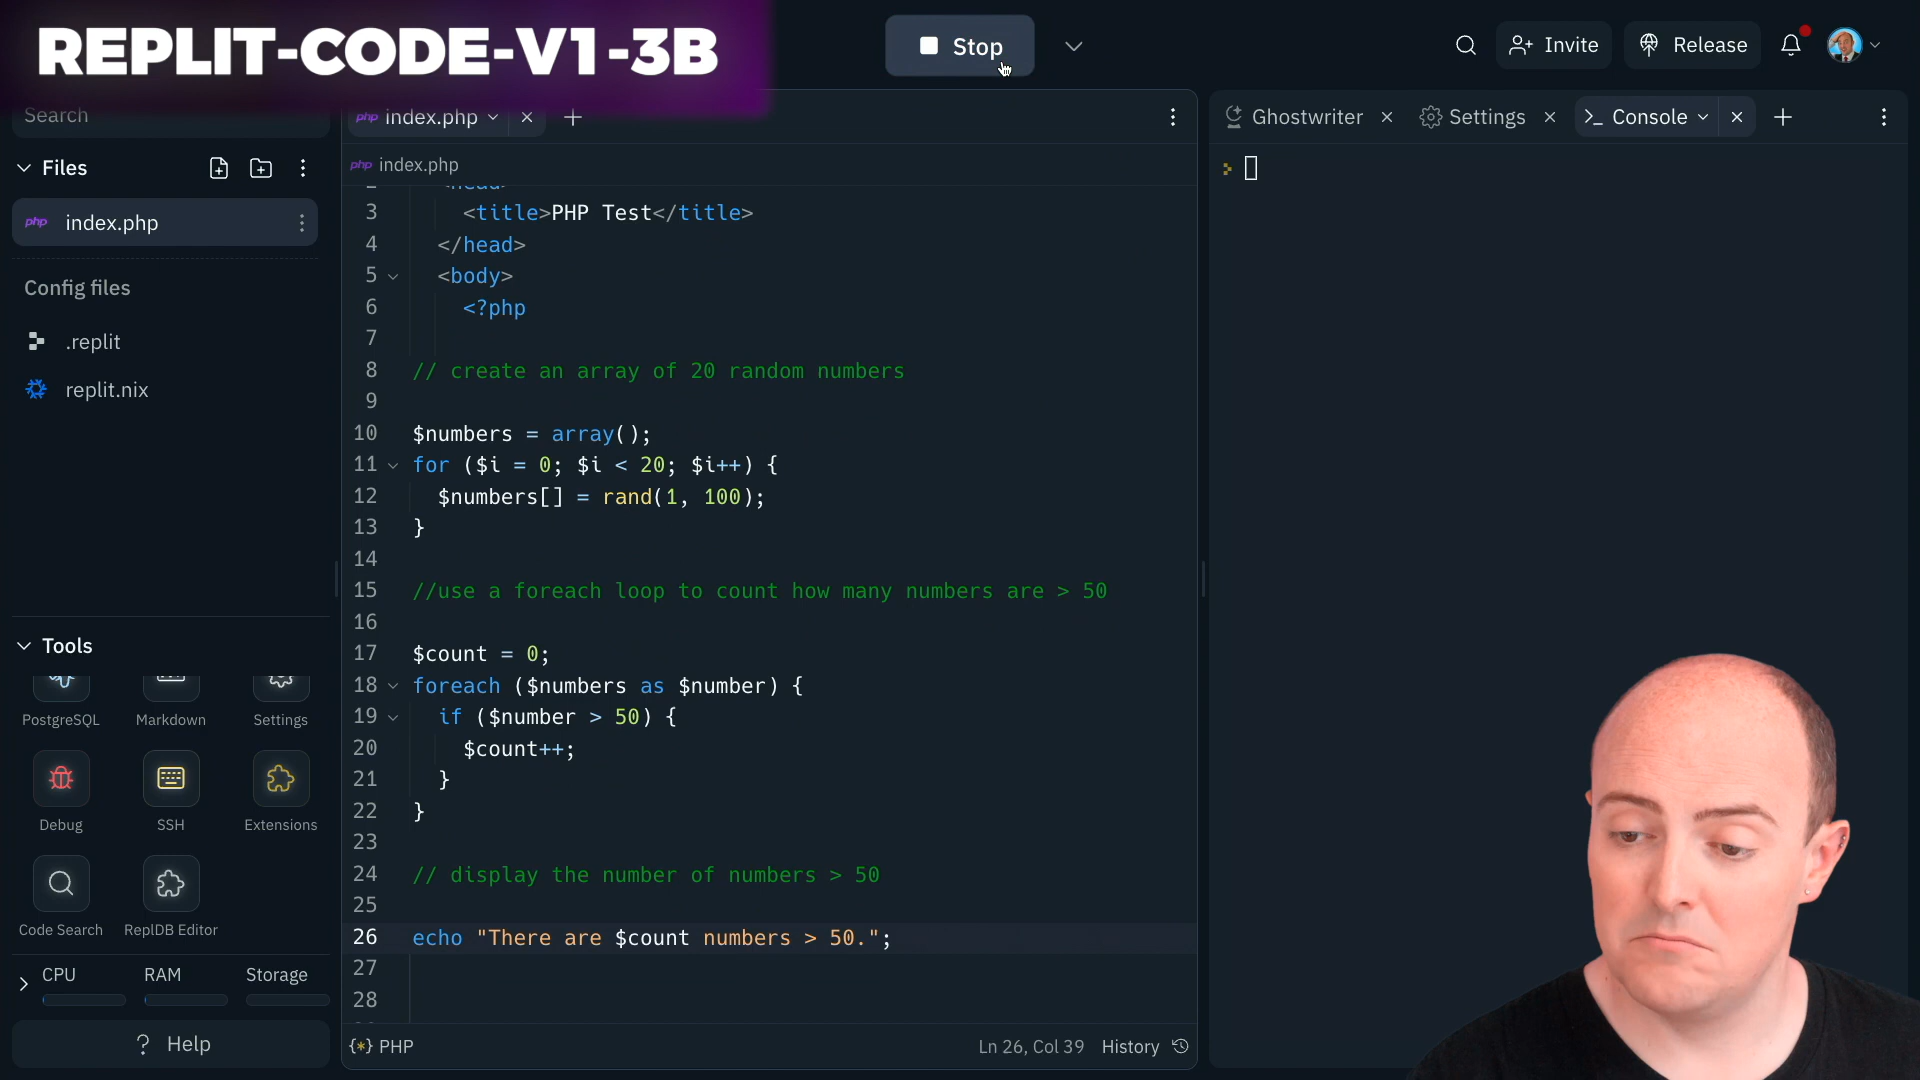 REPLIT-CODE-V1-3B
Stop
Invite
Release
Search
Files
php index.php
Config files
.replit
replit.nix
Tools
PostgreSQL
Markdown
Settings
Debug
SSH
Extensions
Code Search
ReplDB Editor
CPU
RAM
Storage
? Help
php index.php
php index.php
2 <head>
3 <title>PHP Test</title>
4 </head>
5 <body>
6 <?php
7
8 // create an array of 20 random numbers
9
10 $numbers = array();
11 for ($i = 0; $i < 20; $i++) {
12 $numbers[] = rand(1, 100);
13 }
14
15 //use a foreach loop to count how many numbers are > 50
16
17 $count = 0;
18 foreach ($numbers as $number) {
19 if ($number > 50) {
20 $count++;
21 }
22 }
23
24 // display the number of numbers > 50
25
26 echo "There are $count numbers > 50.";
27
28
{*} PHP
Ln 26, Col 39
History
Ghostwriter
Settings
>_ Console